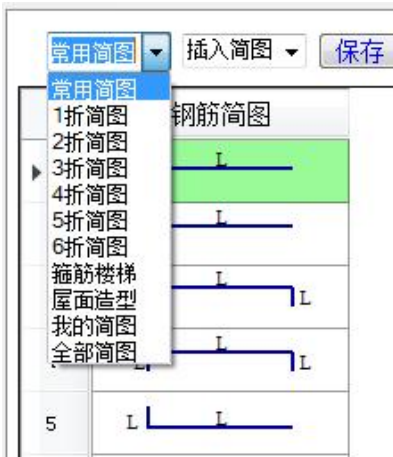 常用简图 插入简图 保存
常用简图
1折简图
2折简图
3折简图
4折简图
5折简图
6折简图
箍筋楼梯
屋面造型
我的简图
全部简图
钢筋简图
L
L
L L
L L
5 L L